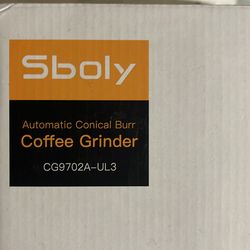 Sboly
Automatic Conical Burr
Coffee Grinder
CG9702A-UL3